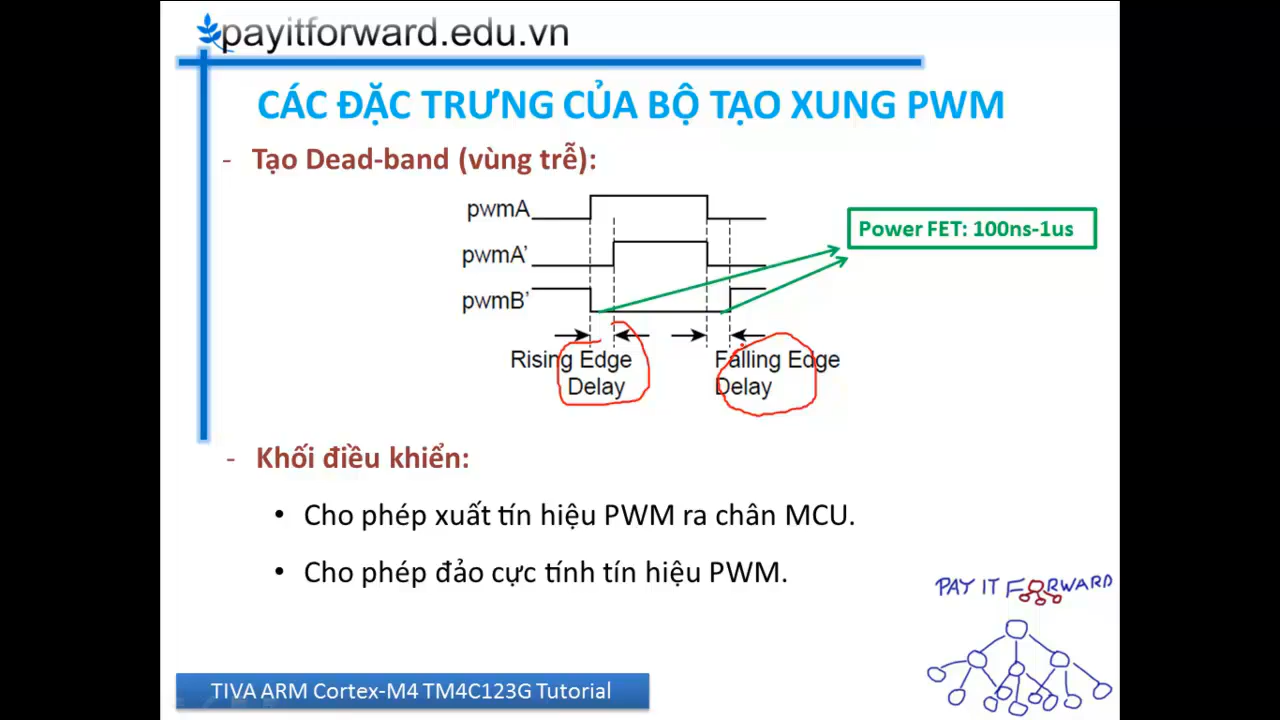 payitforward.edu.vn
CÁC ĐẶC TRƯNG CỦA BỘ TẠO XUNG PWM
- Tạo Dead-band (vùng trễ):
pwmA
Power FET: 100ns-1us
pwmA’
pwmB’
Rising Edge
Delay
Falling Edge
Delay
- Khối điều khiển:
• Cho phép xuất tín hiệu PWM ra chân MCU.
• Cho phép đảo cực tính tín hiệu PWM.
PAY IT FORWARD
TIVA ARM Cortex-M4 TM4C123G Tutorial